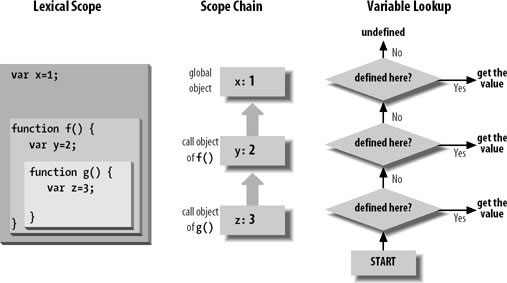 Lexical Scope
var x=1;
function f() {
var y=2;
function g() {
var z=3;
}
}
Scope Chain
global
object
x: 1
call object
of f()
y: 2
call object
of g()
z: 3
Variable Lookup
undefined
No
defined here?
Yes
get the
value
No
defined here?
Yes
get the
value
No
defined here?
Yes
get the
value
START